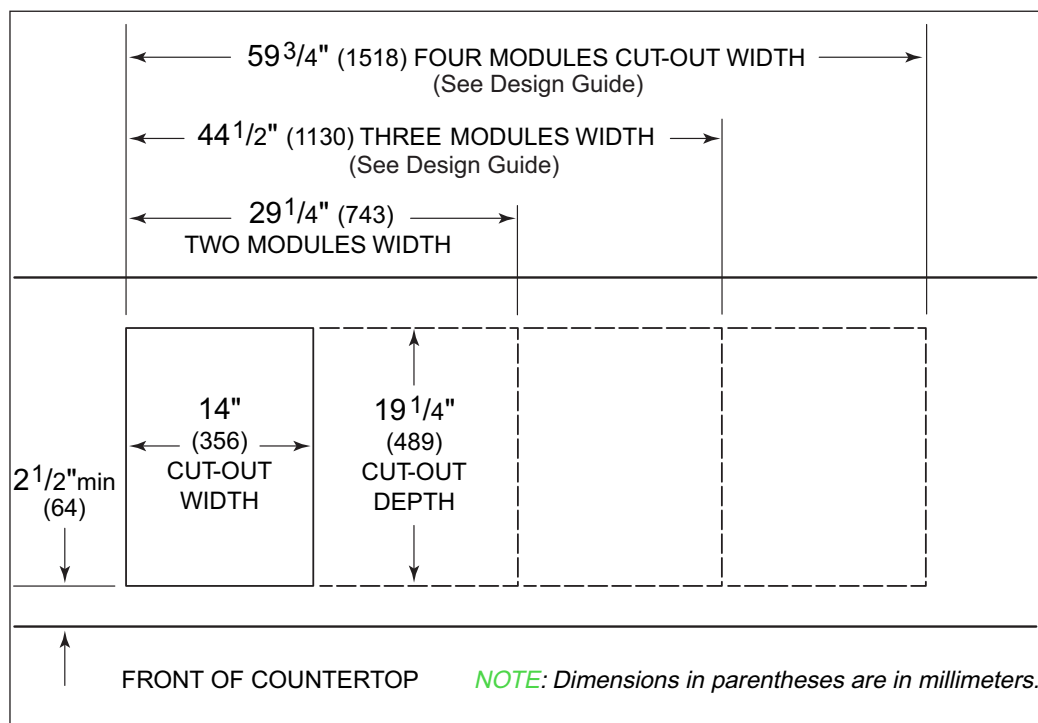 59 3/4" (1518) FOUR MODULES CUT-OUT WIDTH
(See Design Guide)
44 1/2" (1130) THREE MODULES WIDTH
(See Design Guide)
29 1/4" (743)
TWO MODULES WIDTH
14"
(356)
CUT-OUT
WIDTH
19 1/4"
(489)
CUT-OUT
DEPTH
2 1/2" min
(64)
FRONT OF COUNTERTOP
NOTE: Dimensions in parentheses are in millimeters.